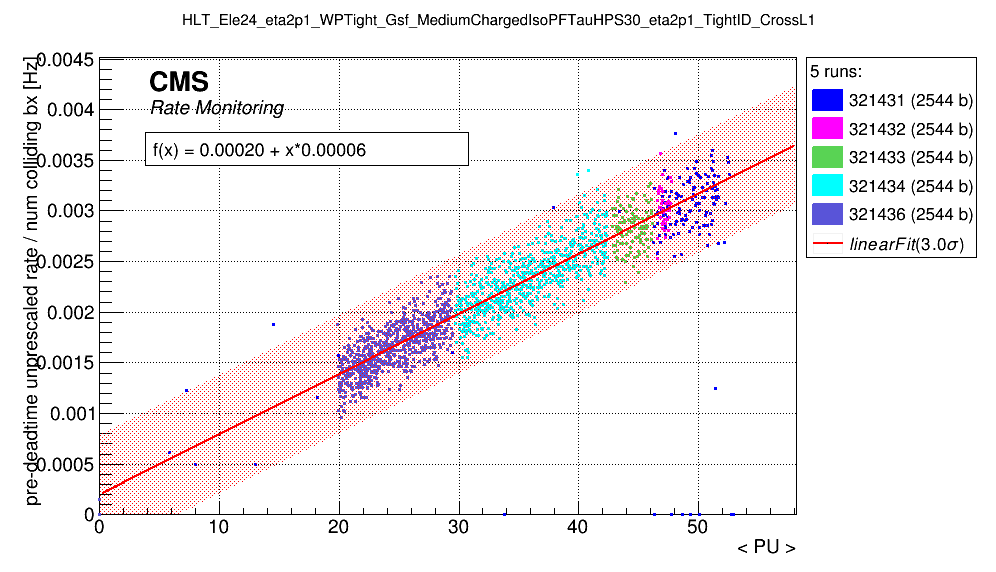 HLT_Ele24_eta2p1_WPTight_Gsf_MediumChargedIsoPFTauHPS30_eta2p1_TightID_CrossL1
pre-deadtime unprescaled rate / num colliding bx [Hz]
0.0045
0.004
0.0035
0.003
0.0025
0.002
0.0015
0.001
0.0005
0
CMS
Rate Monitoring
f(x) = 0.00020 + x*0.00006
0 10 20 30 40 50
< PU >
5 runs:
321431 (2544 b)
321432 (2544 b)
321433 (2544 b)
321434 (2544 b)
321436 (2544 b)
linearFit(3.0σ)